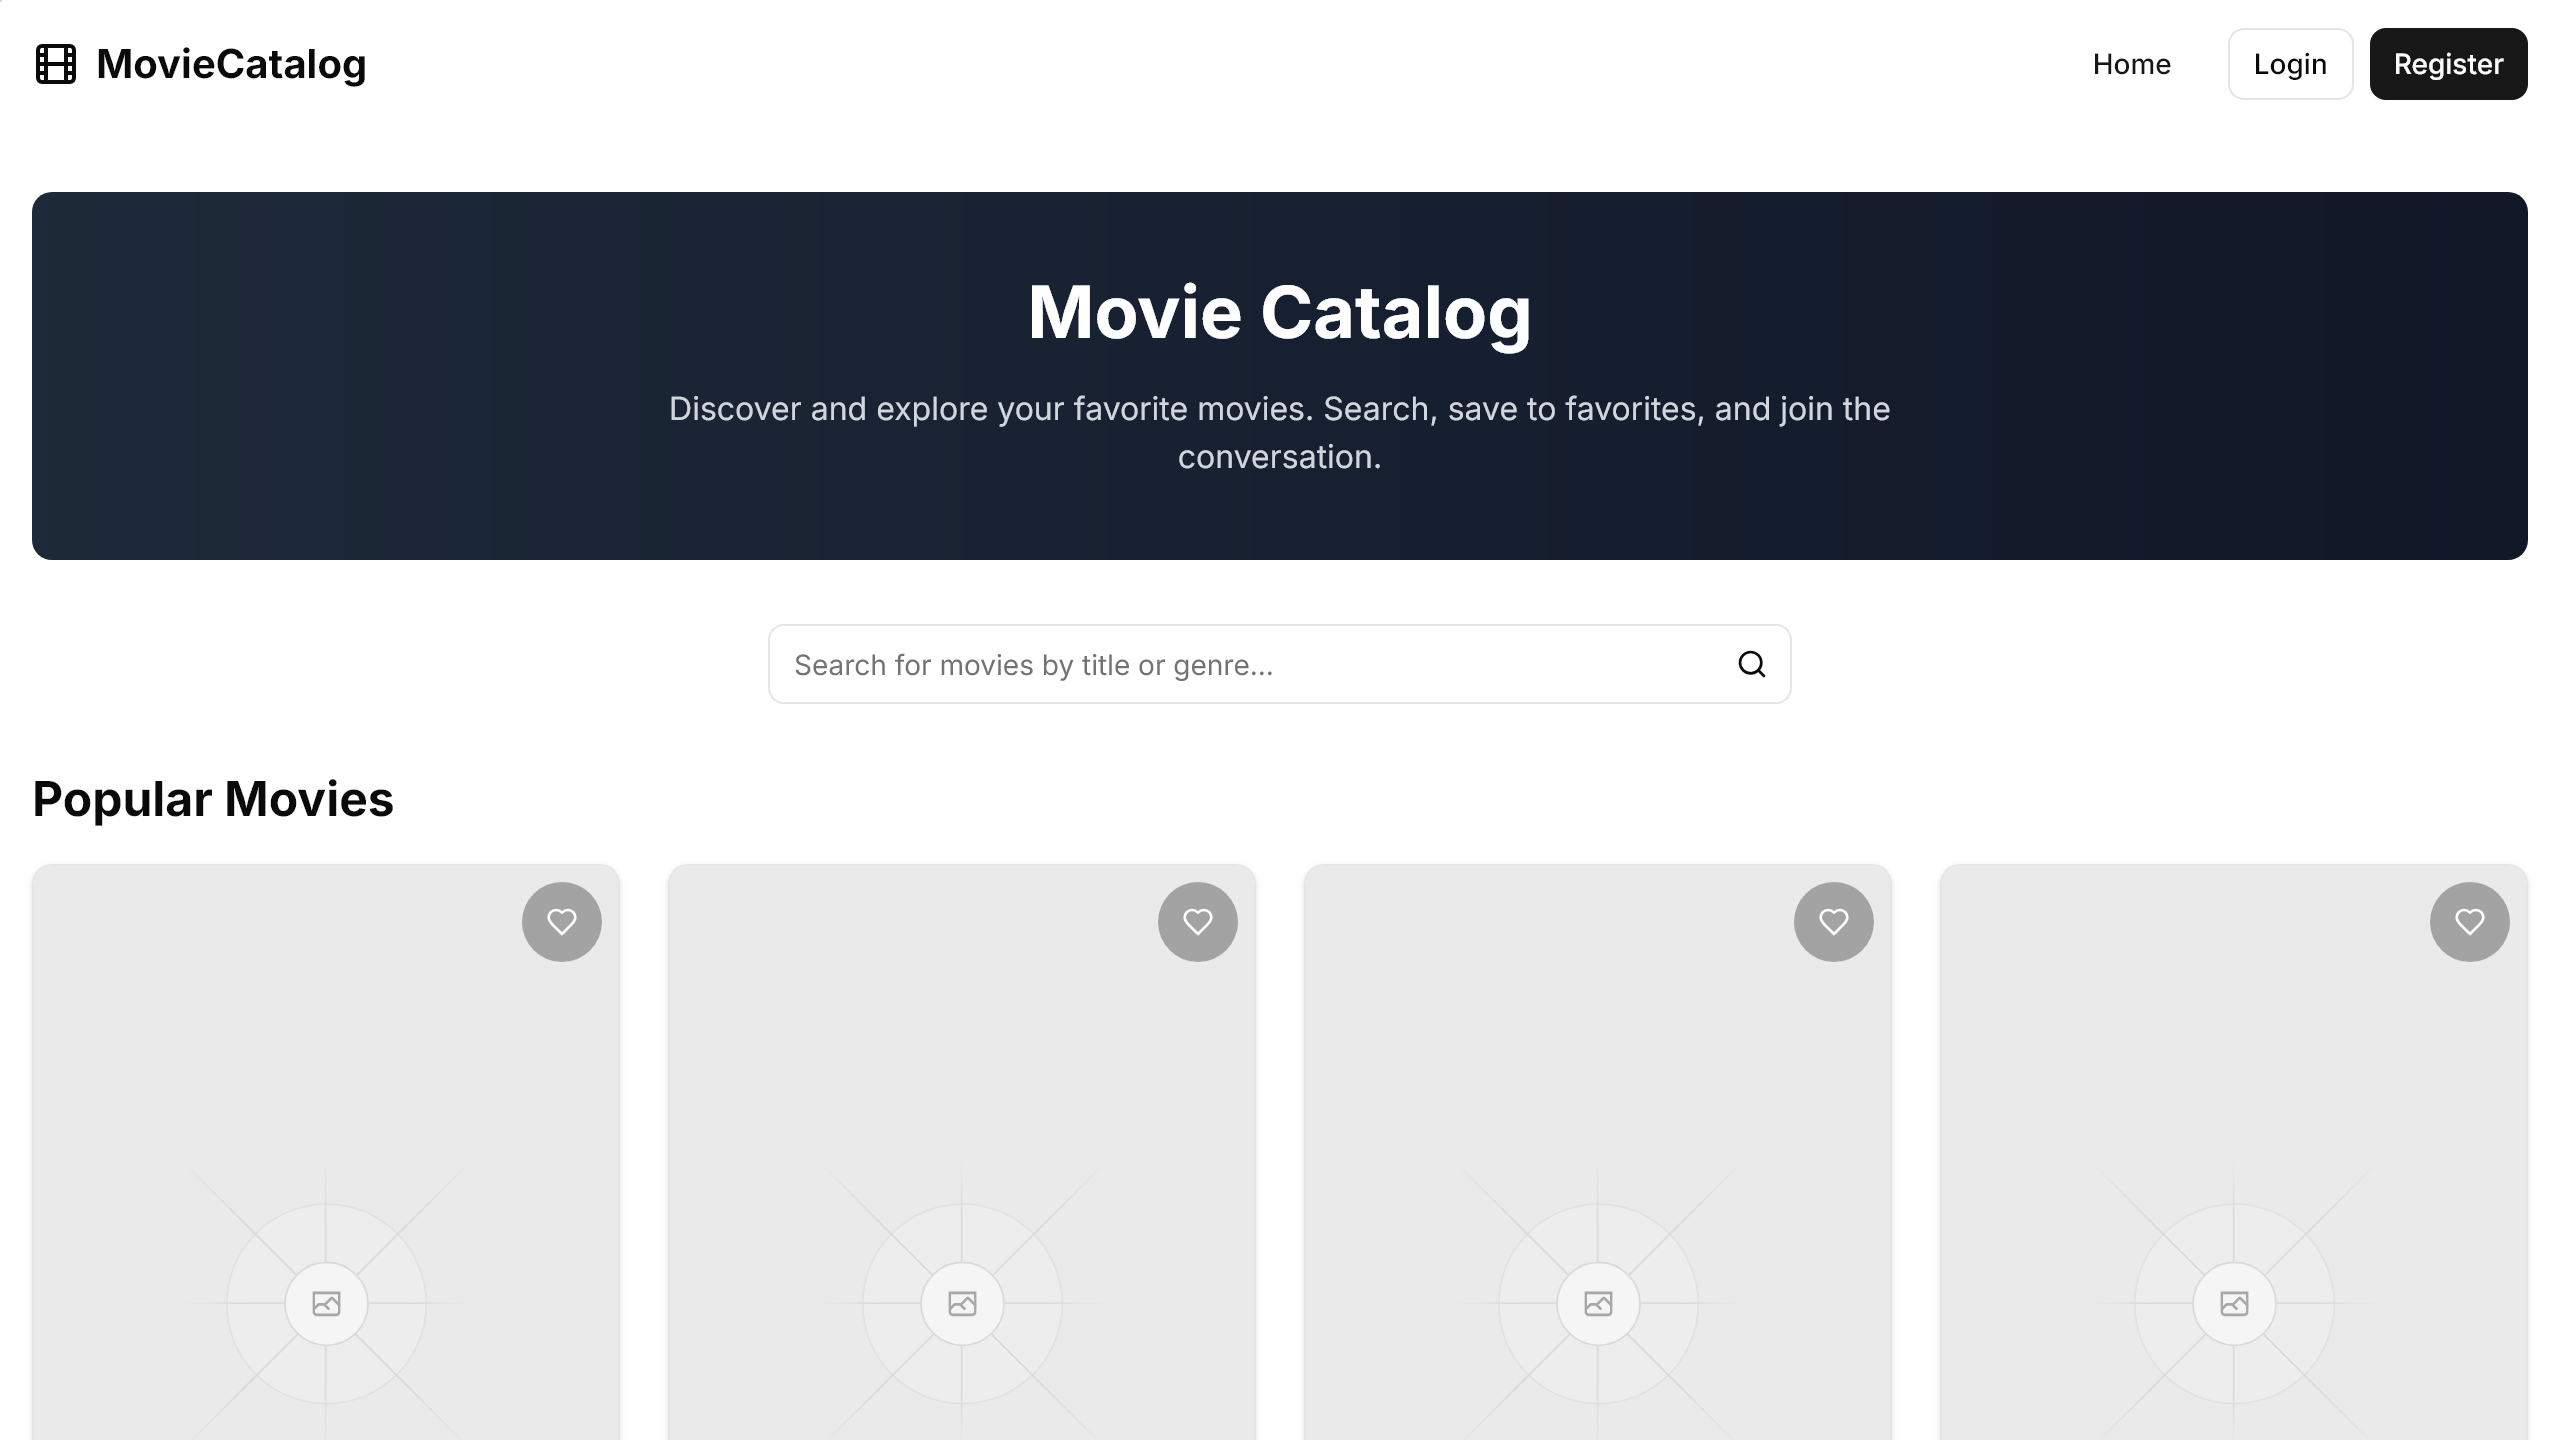 MovieCatalog
Home
Login
Register
Movie Catalog
Discover and explore your favorite movies. Search, save to favorites, and join the
conversation.
Search for movies by title or genre...
Popular Movies